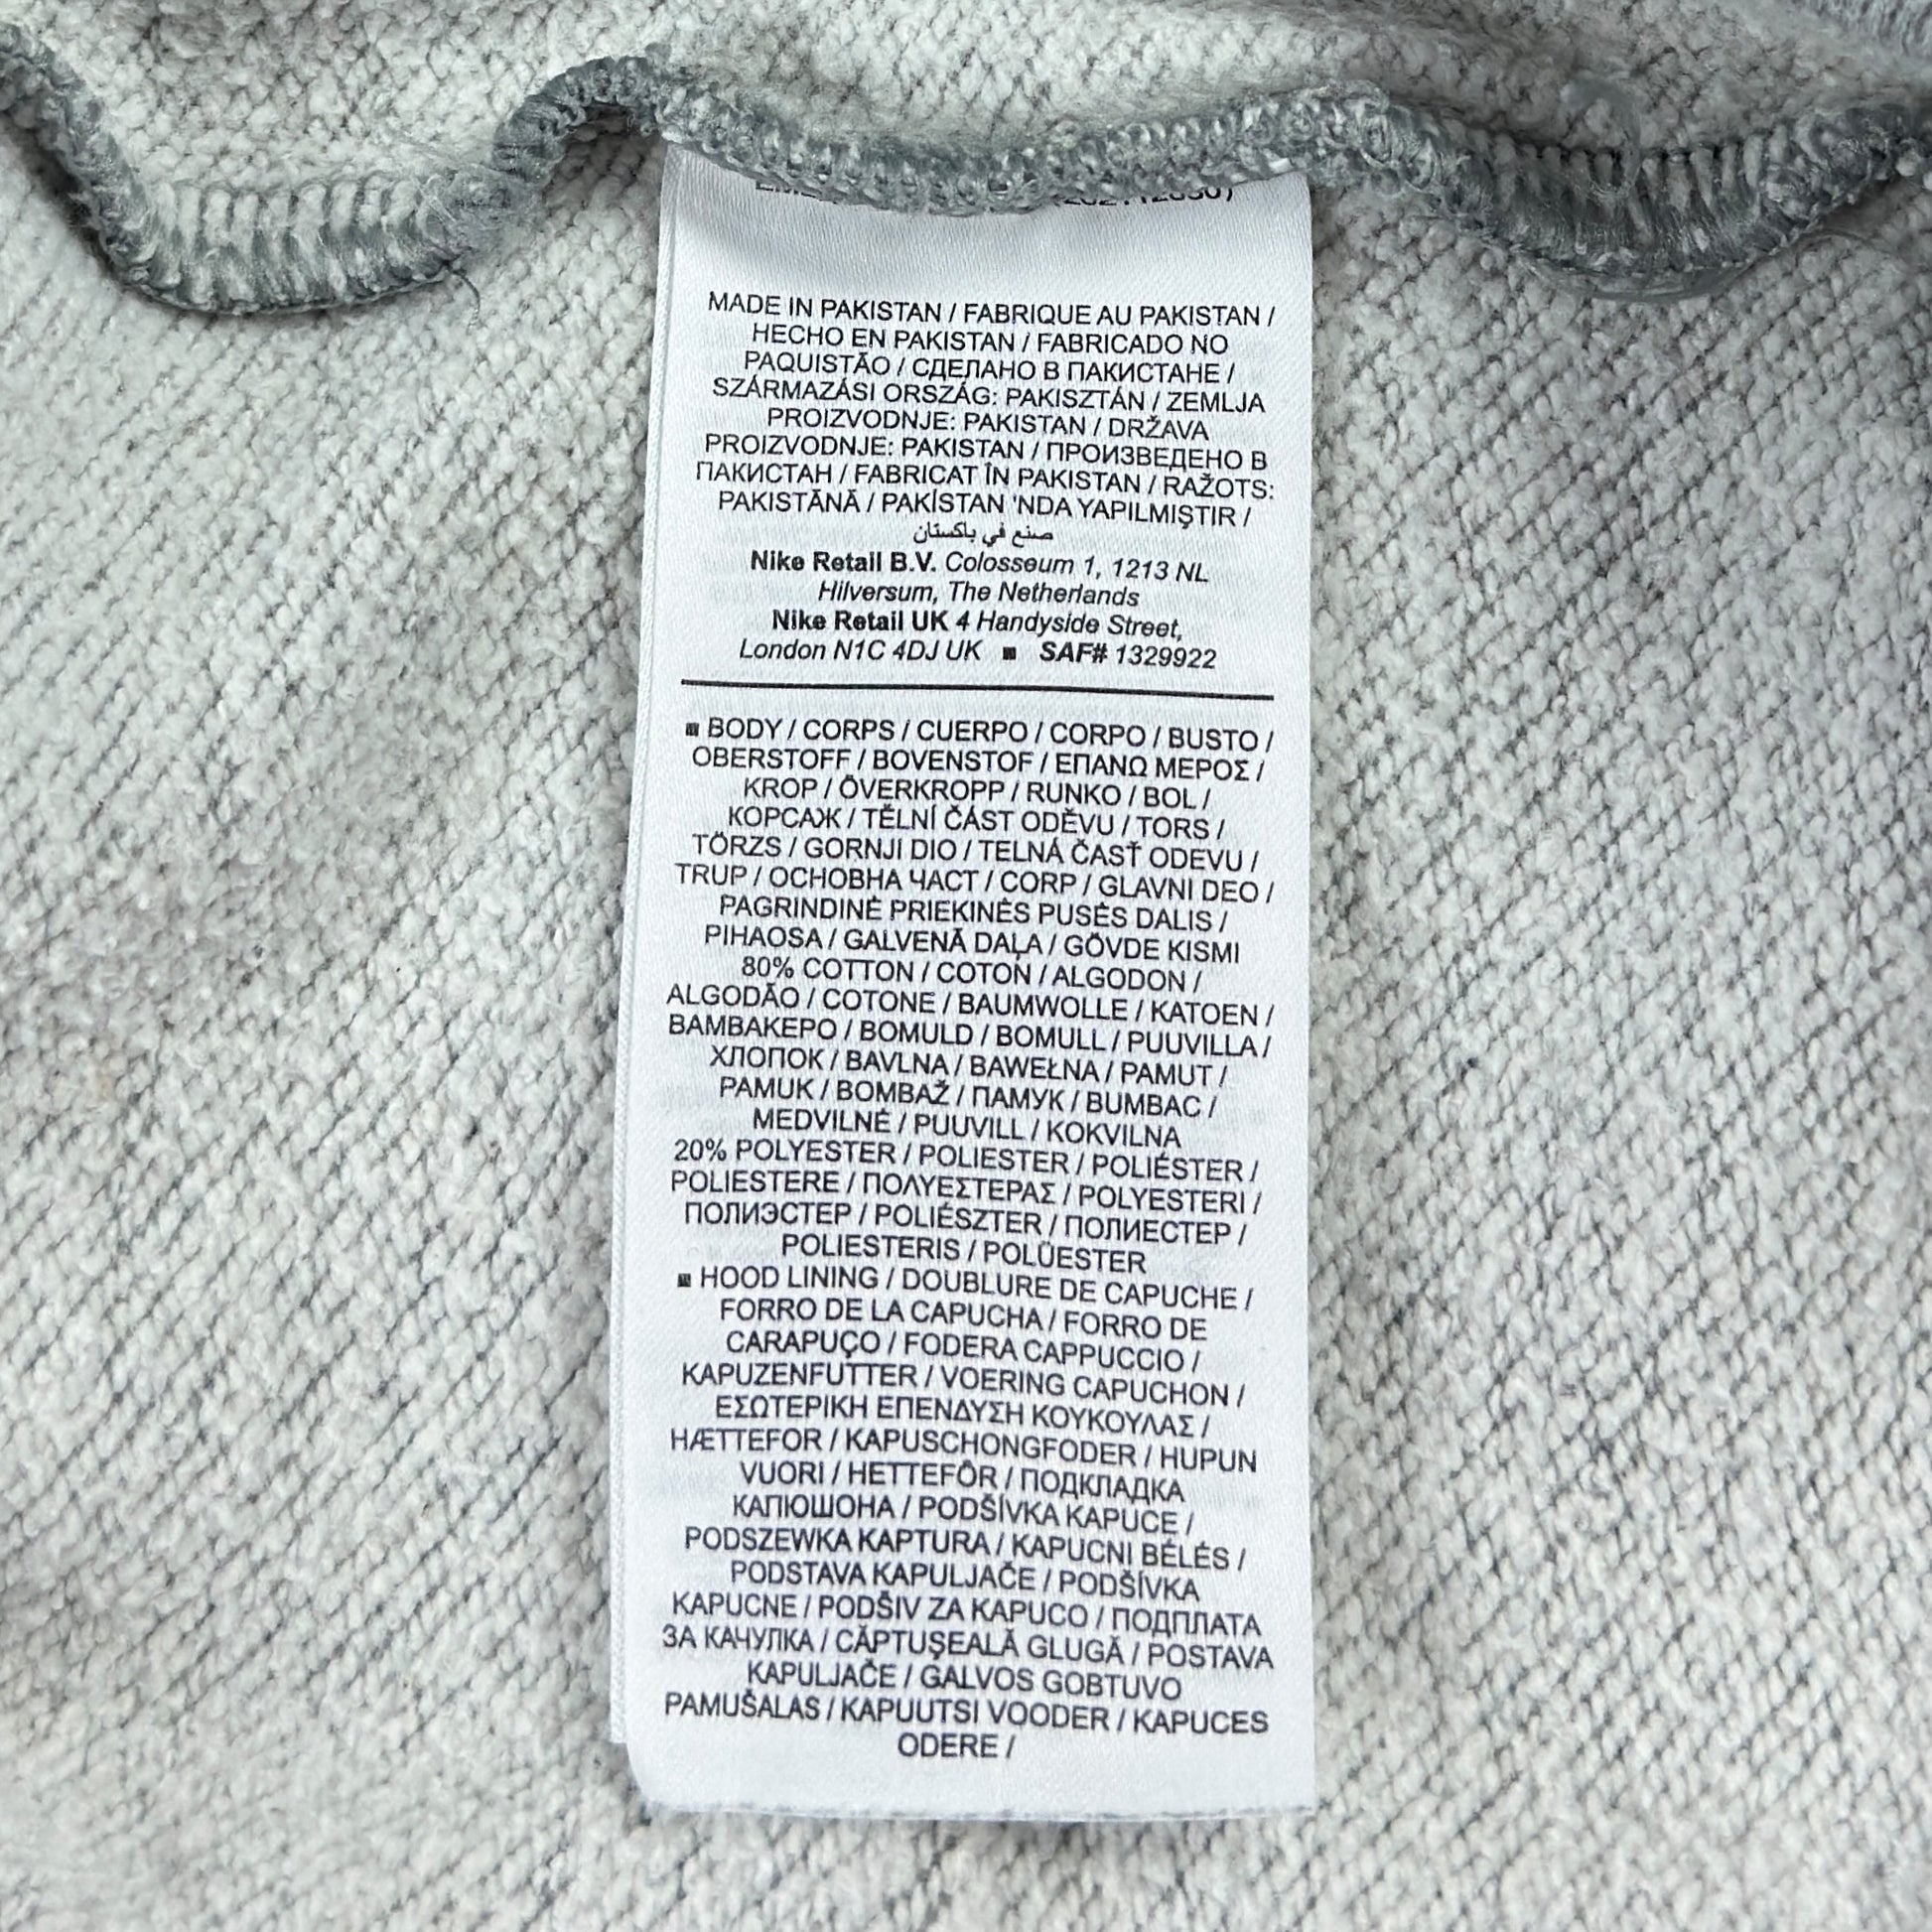 MADE IN PAKISTAN / FABRIQUE AU PAKISTAN /
HECHO EN PAKISTAN / FABRICADO NO
PAQUISTÃO / СДЕЛАНО В ПАКИСТАНЕ /
SZÁRMAZÁSI ORSZÁG: PAKISZTÁN / ZEMLJA
PROIZVODNJE: PAKISTAN / DRŽAVA
PROIZVODNJE: PAKISTAN / ПРОИЗВЕДЕНО В
ПАКИСТАН / FABRICAT ÎN PAKISTAN / RAŽOTS:
PAKISTĀNĀ / PAKİSTAN 'NDA YAPILMIŞTIR /
صنع في باكستان
Nike Retail B.V. Colosseum 1, 1213 NL
Hilversum, The Netherlands
Nike Retail UK 4 Handyside Street,
London N1C 4DJ UK ■ SAF# 1329922
■ BODY / CORPS / CUERPO / CORPO / BUSTO /
OBERSTOFF / BOVENSTOF / ΕΠΑΝΩ ΜΕΡΟΣ /
KROP / ÖVERKROPP / RUNKO / BOL /
КОРСАЖ / TĚLNÍ ČÁST ODĚVU / TORS /
TÖRZS / GORNJI DIO / TELNÁ ČASŤ ODEVU /
TRUP / ОСНОВНА ЧАСТ / CORP / GLAVNI DEO /
PAGRINDINĖ PRIEKINĖS PUSĖS DALIS /
PIHAOSA / GALVENĀ DAĻA / GÖVDE KISMI
80% COTTON / COTON / ALGODON /
ALGODÃO / COTONE / BAUMWOLLE / KATOEN /
ΒΑΜΒΑΚΕΡΟ / BOMULD / BOMULL / PUUVILLA /
ХЛОПОК / BAVLNA / BAWEŁNA / PAMUT /
PAMUK / BOMBAŽ / ПАМУК / BUMBAC /
MEDVILNĖ / PUUVILL / KOKVILNA
20% POLYESTER / POLIESTER / POLIÉSTER /
POLIESTERE / ΠΟΛΥΕΣΤΕΡΑΣ / POLYESTERI /
ПОЛИЭСТЕР / POLIÉSZTER / ПОЛИЕСТЕР /
POLIESTERIS / POLÜESTER
■ HOOD LINING / DOUBLURE DE CAPUCHE /
FORRO DE LA CAPUCHA / FORRO DE
CARAPUÇO / FODERA CAPPUCCIO /
KAPUZENFUTTER / VOERING CAPUCHON /
ΕΣΩΤΕΡΙΚΗ ΕΠΕΝΔΥΣΗ ΚΟΥΚΟΥΛΑΣ /
HÆTTEFOR / KAPUSCHONGFODER / HUPUN
VUORI / HETTEFÔR / ПОДКЛАДКА
КАПЮШОНА / PODŠÍVKA KAPUCE /
PODSZEWKA KAPTURA / KAPUCNI BÉLÉS /
PODSTAVA KAPULJAČE / PODŠÍVKA
KAPUCNE / PODŠIV ZA KAPUCO / ПОДПЛАТА
ЗА КАЧУЛКА / CĂPTUŞEALĂ GLUGĂ / POSTAVA
KAPULJAČE / GALVOS GOBTUVO
PAMUŠALAS / KAPUUTSI VOODER / KAPUCES
ODERE /